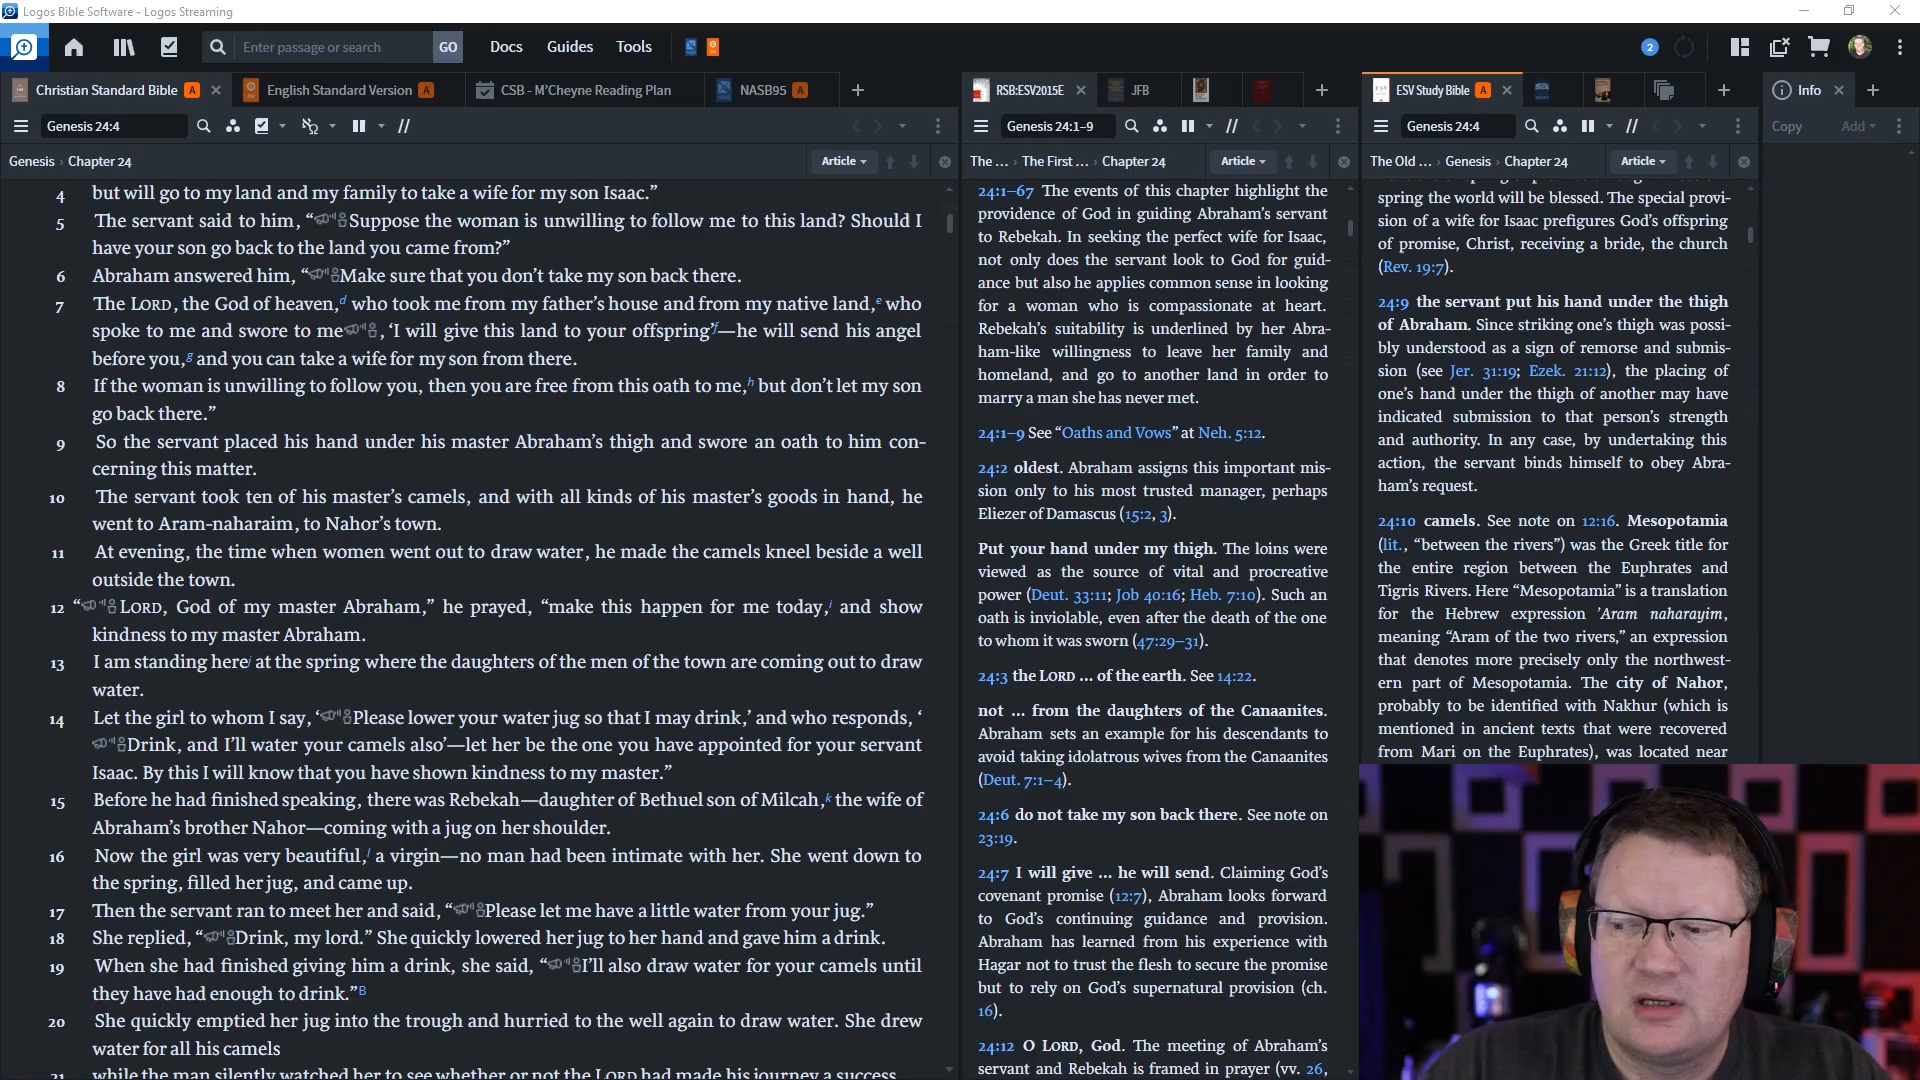 Logos Bible Software - Logos Streaming
Enter passage or search GO Docs Guides Tools 2
Christian Standard Bible A English Standard Version A CSB - M'Cheyne Reading Plan NASB95 A
Genesis 24:4
Genesis › Chapter 24 Article
4 but will go to my land and my family to take a wife for my son Isaac.”
5 The servant said to him, “Suppose the woman is unwilling to follow me to this land? Should I
have your son go back to the land you came from?”
6 Abraham answered him, “Make sure that you don’t take my son back there.
7 The LORD, the God of heaven,d who took me from my father’s house and from my native land,e who
spoke to me and swore to me, ‘I will give this land to your offspring’f—he will send his angel
before you,g and you can take a wife for my son from there.
8 If the woman is unwilling to follow you, then you are free from this oath to me,h but don’t let my son
go back there.”
9 So the servant placed his hand under his master Abraham’s thigh and swore an oath to him con-
cerning this matter.
10 The servant took ten of his master’s camels, and with all kinds of his master’s goods in hand, he
went to Aram-naharaim, to Nahor’s town.
11 At evening, the time when women went out to draw water, he made the camels kneel beside a well
outside the town.
12 “LORD, God of my master Abraham,” he prayed, “make this happen for me today,i and show
kindness to my master Abraham.
13 I am standing herej at the spring where the daughters of the men of the town are coming out to draw
water.
14 Let the girl to whom I say, ‘Please lower your water jug so that I may drink,’ and who responds, ‘
Drink, and I’ll water your camels also’—let her be the one you have appointed for your servant
Isaac. By this I will know that you have shown kindness to my master.”
15 Before he had finished speaking, there was Rebekah—daughter of Bethuel son of Milcah,k the wife of
Abraham’s brother Nahor—coming with a jug on her shoulder.
16 Now the girl was very beautiful,l a virgin—no man had been intimate with her. She went down to
the spring, filled her jug, and came up.
17 Then the servant ran to meet her and said, “Please let me have a little water from your jug.”
18 She replied, “Drink, my lord.” She quickly lowered her jug to her hand and gave him a drink.
19 When she had finished giving him a drink, she said, “I’ll also draw water for your camels until
they have had enough to drink.”B
20 She quickly emptied her jug into the trough and hurried to the well again to draw water. She drew
water for all his camels
21 while the man silently watched her to see whether or not the LORD had made his journey a success.
RSB:ESV2015E JFB
Genesis 24:1–9
The ... › The First ... › Chapter 24 Article
24:1–67 The events of this chapter highlight the
providence of God in guiding Abraham’s servant
to Rebekah. In seeking the perfect wife for Isaac,
not only does the servant look to God for guid-
ance but also he applies common sense in looking
for a woman who is compassionate at heart.
Rebekah’s suitability is underlined by her Abra-
ham-like willingness to leave her family and
homeland, and go to another land in order to
marry a man she has never met.
24:1–9 See “Oaths and Vows” at Neh. 5:12.
24:2 oldest. Abraham assigns this important mis-
sion only to his most trusted manager, perhaps
Eliezer of Damascus (15:2, 3).
Put your hand under my thigh. The loins were
viewed as the source of vital and procreative
power (Deut. 33:11; Job 40:16; Heb. 7:10). Such an
oath is inviolable, even after the death of the one
to whom it was sworn (47:29–31).
24:3 the LORD ... of the earth. See 14:22.
not ... from the daughters of the Canaanites.
Abraham sets an example for his descendants to
avoid taking idolatrous wives from the Canaanites
(Deut. 7:1–4).
24:6 do not take my son back there. See note on
23:19.
24:7 I will give ... he will send. Claiming God’s
covenant promise (12:7), Abraham looks forward
to God’s continuing guidance and provision.
Abraham has learned from his experience with
Hagar not to trust the flesh to secure the promise
but to rely on God’s supernatural provision (ch.
16).
24:12 O LORD, God. The meeting of Abraham’s
servant and Rebekah is framed in prayer (vv. 26,
ESV Study Bible A
Genesis 24:4
The Old ... › Genesis › Chapter 24 Article
spring the world will be blessed. The special provi-
sion of a wife for Isaac prefigures God’s offspring
of promise, Christ, receiving a bride, the church
(Rev. 19:7).
24:9 the servant put his hand under the thigh
of Abraham. Since striking one’s thigh was possi-
bly understood as a sign of remorse and submis-
sion (see Jer. 31:19; Ezek. 21:12), the placing of
one’s hand under the thigh of another may have
indicated submission to that person’s strength
and authority. In any case, by undertaking this
action, the servant binds himself to obey Abra-
ham’s request.
24:10 camels. See note on 12:16. Mesopotamia
(lit., “between the rivers”) was the Greek title for
the entire region between the Euphrates and
Tigris Rivers. Here “Mesopotamia” is a translation
for the Hebrew expression ’Aram naharayim,
meaning “Aram of the two rivers,” an expression
that denotes more precisely only the northwest-
ern part of Mesopotamia. The city of Nahor,
probably to be identified with Nakhur (which is
mentioned in ancient texts that were recovered
from Mari on the Euphrates), was located near
Info
Copy Add